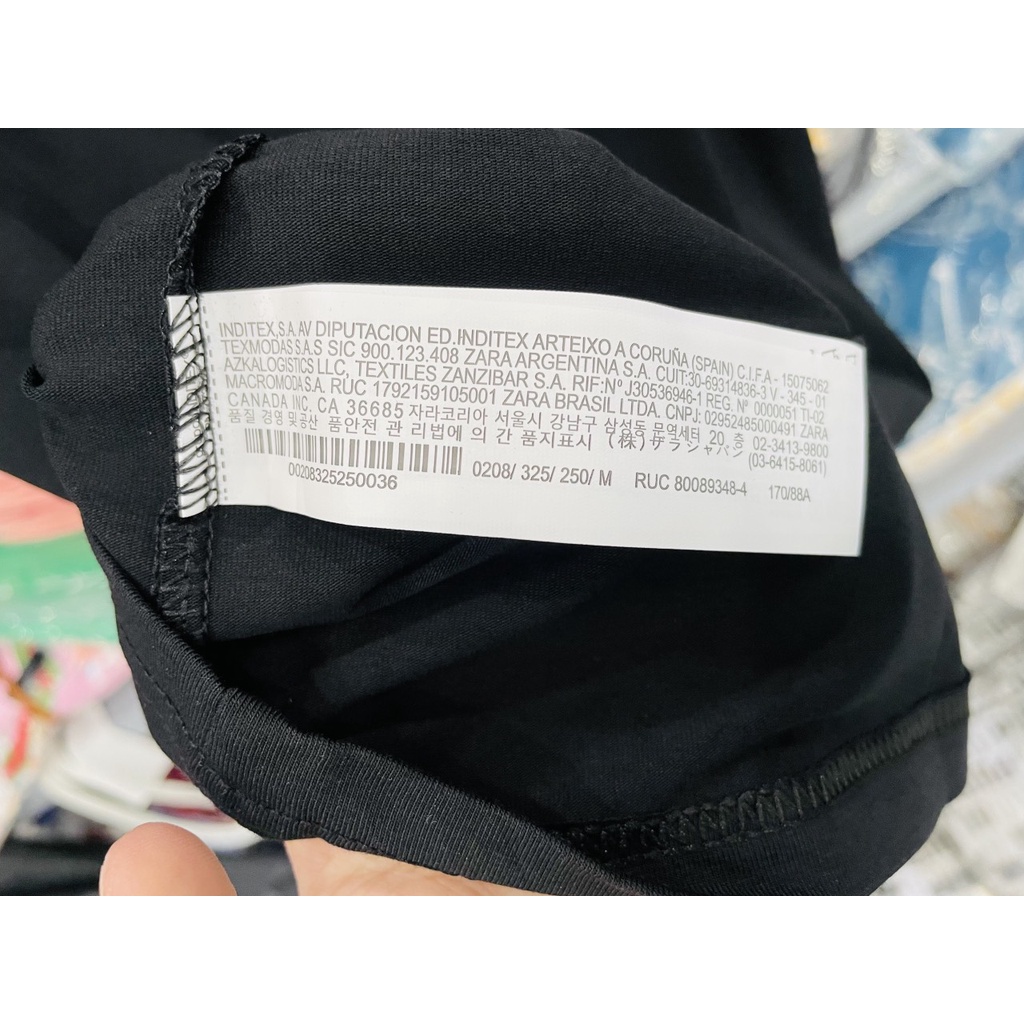 INDITEX,S.A. AV DIPUTACION ED.INDITEX ARTEIXO A CORUÑA (SPAIN) C.I.F.A - 15075062
TEXMODAS S.A.S SIC 900.123.408 ZARA ARGENTINA S.A. CUIT:30-69314836-3 V - 345 - 01
AZKALOGISTICS LLC, TEXTILES ZANZIBAR S.A. RIF:Nº J30536946-1 REG. Nº 0000051 TI-02
MACROMODA S.A. RUC 1792159105001 ZARA BRASIL LTDA. CNPJ: 02952485000491 ZARA
CANADA INC. CA 36685 자라코리아 서울시 강남구 삼성동 무역세터 20, 층 02-3413-9800
품질 경영 및 공산 품안전 관 리법에 의 간 품지표시 (株) ザラ ジャパン (03-6415-8061)
00208325250036
0208/ 325/ 250/ M RUC 80089348-4 170/88A